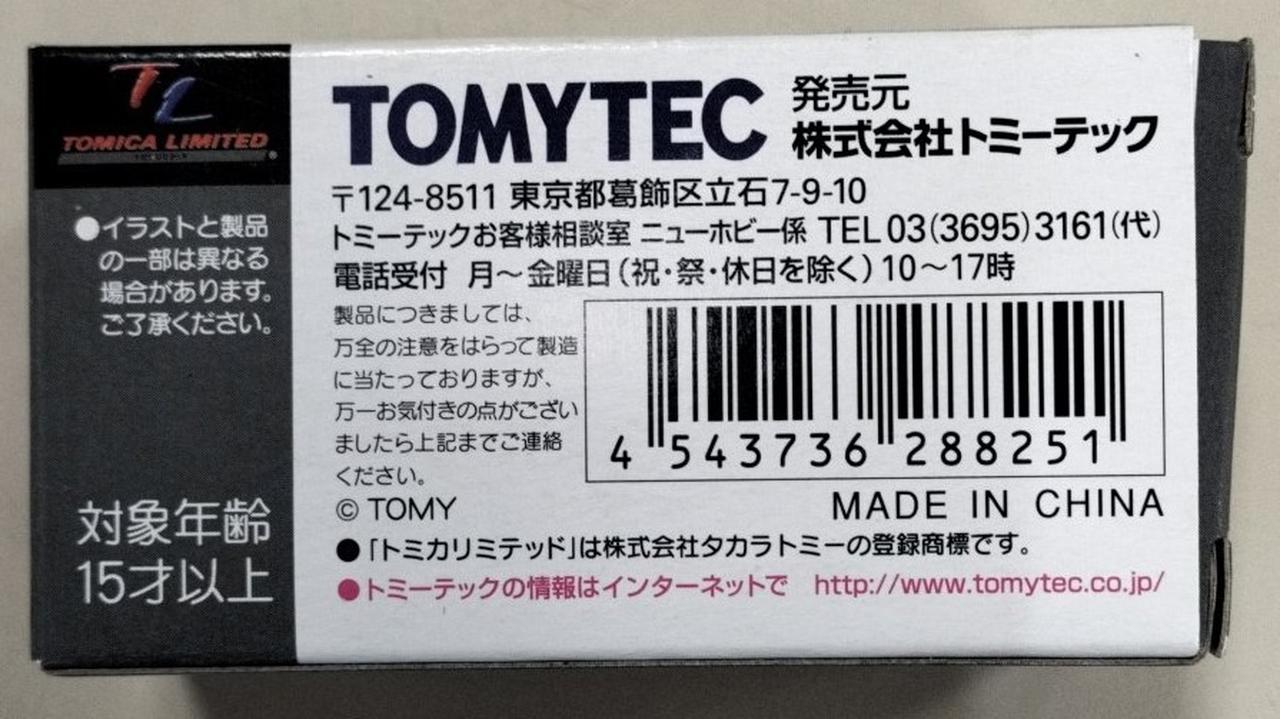 TL
TOMICA LIMITED
®
●イラストと製品
の一部は異なる
場合があります。
ご了承ください。
対象年齢
15才以上
TOMYTEC
発売元
株式会社トミーテック
〒124-8511 東京都葛飾区立石7-9-10
トミーテックお客様相談室 ニューホビー係 TEL 03(3695)3161(代)
電話受付 月～金曜日(祝・祭・休日を除く)10～17時
製品につきましては、
万全の注意をはらって製造
に当たっておりますが、
万一お気付きの点がござい
ましたら上記までご連絡
ください。
4 543736 288251
© TOMY
MADE IN CHINA
●「トミカリミテッド」は株式会社タカラトミーの登録商標です。
●トミーテックの情報はインターネットで http://www.tomytec.co.jp/